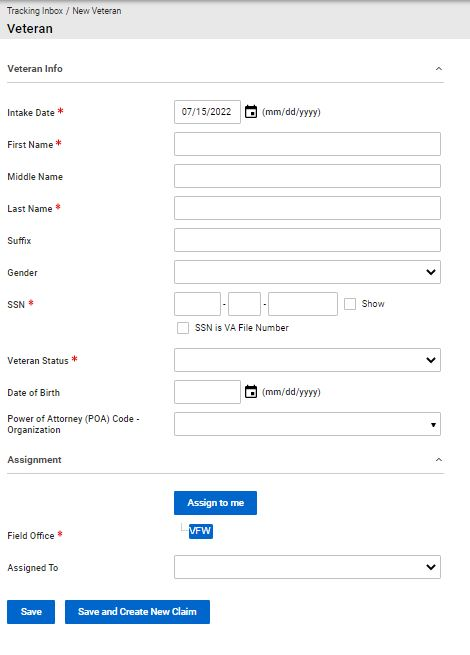 Tracking Inbox / New Veteran
Veteran
Veteran Info
Intake Date * 07/15/2022 (mm/dd/yyyy)
First Name *
Middle Name
Last Name *
Suffix
Gender
SSN * - - Show
SSN is VA File Number
Veteran Status *
Date of Birth (mm/dd/yyyy)
Power of Attorney (POA) Code -
Organization
Assignment
Assign to me
Field Office * VFW
Assigned To
Save Save and Create New Claim